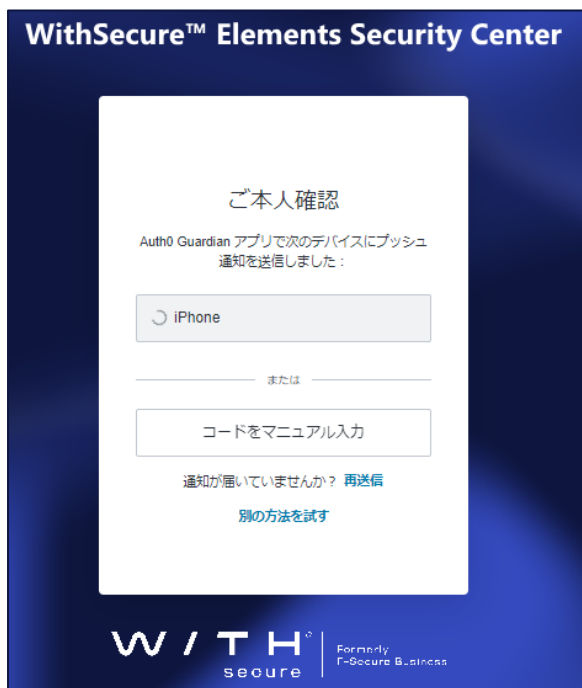 WithSecure™ Elements Security Center
ご本人確認
Auth0 Guardian アプリで次のデバイスにプッシュ
通知を送信しました：
iPhone
または
コードをマニュアル入力
通知が届いていませんか？ 再送信
別の方法を試す
W / T H
secure
Formerly
F-Secure Business